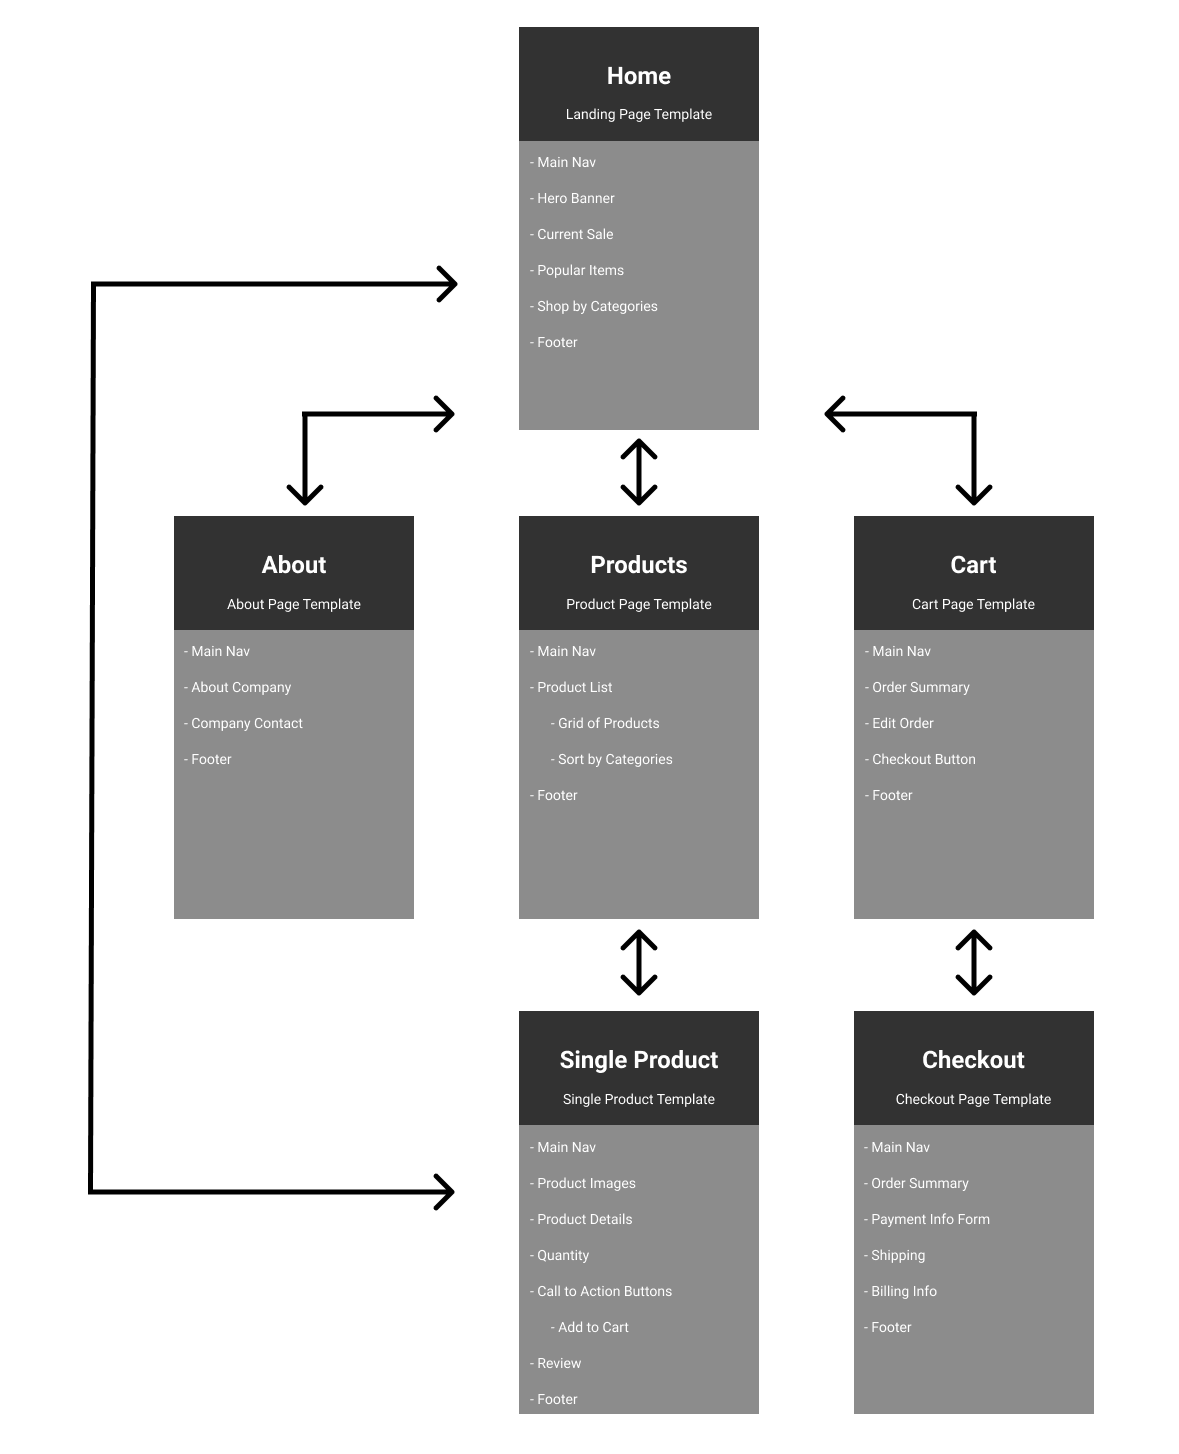 Home
Landing Page Template
- Main Nav
- Hero Banner
- Current Sale
- Popular Items
- Shop by Categories
- Footer
About
About Page Template
- Main Nav
- About Company
- Company Contact
- Footer
Products
Product Page Template
- Main Nav
- Product List
- Grid of Products
- Sort by Categories
- Footer
Cart
Cart Page Template
- Main Nav
- Order Summary
- Edit Order
- Checkout Button
- Footer
Single Product
Single Product Template
- Main Nav
- Product Images
- Product Details
- Quantity
- Call to Action Buttons
- Add to Cart
- Review
- Footer
Checkout
Checkout Page Template
- Main Nav
- Order Summary
- Payment Info Form
- Shipping
- Billing Info
- Footer